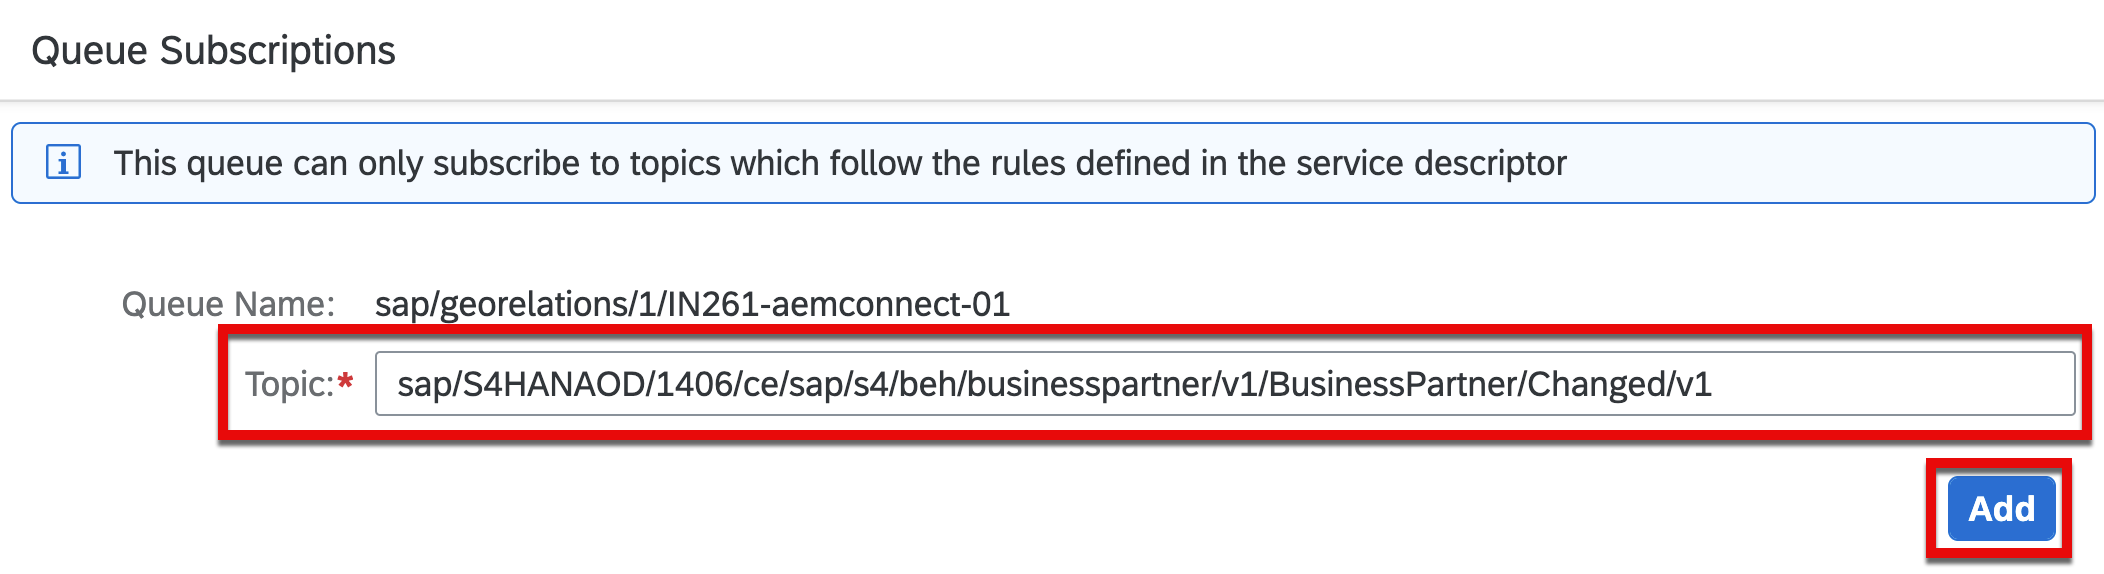 Queue Subscriptions
This queue can only subscribe to topics which follow the rules defined in the service descriptor
Queue Name: sap/georelations/1/IN261-aemconnect-01
Topic:* sap/S4HANAOD/1406/ce/sap/s4/beh/businesspartner/v1/BusinessPartner/Changed/v1
Add